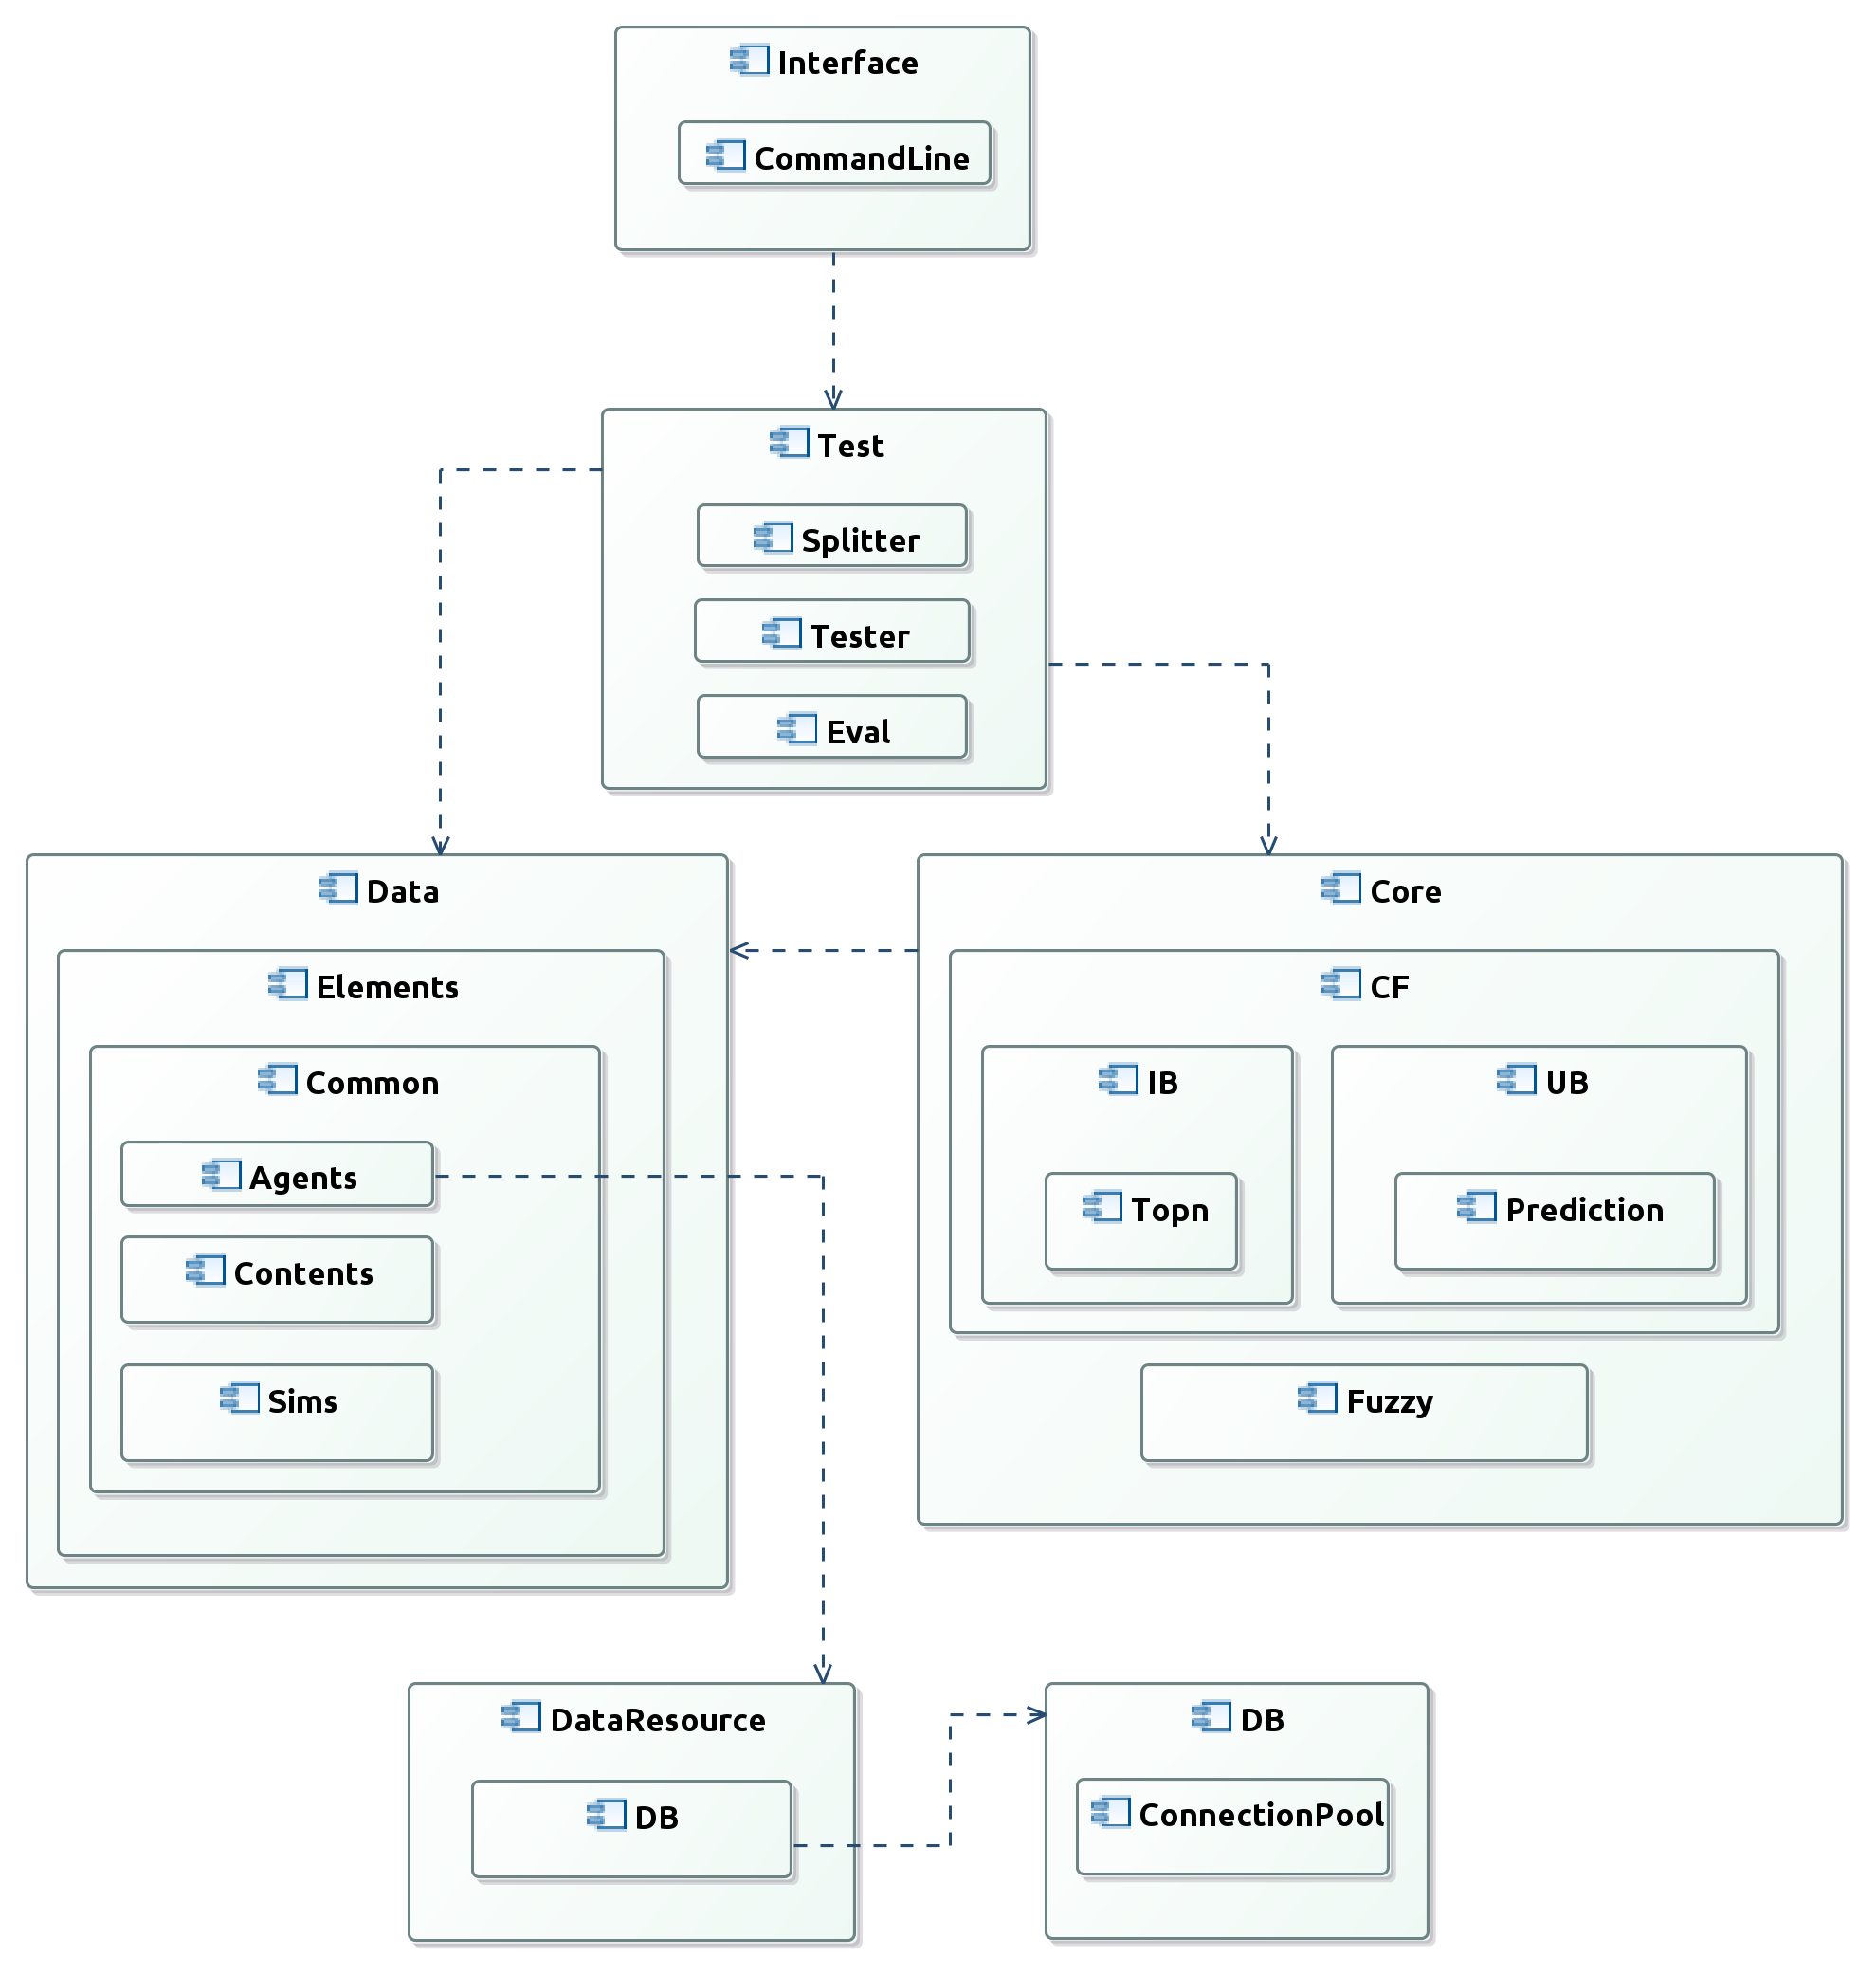 Interface
CommandLine
Test
Splitter
Tester
Eval
Data
Elements
Common
Agents
Contents
Sims
Core
CF
IB
Topn
UB
Prediction
Fuzzy
DataResource
DB
DB
ConnectionPool